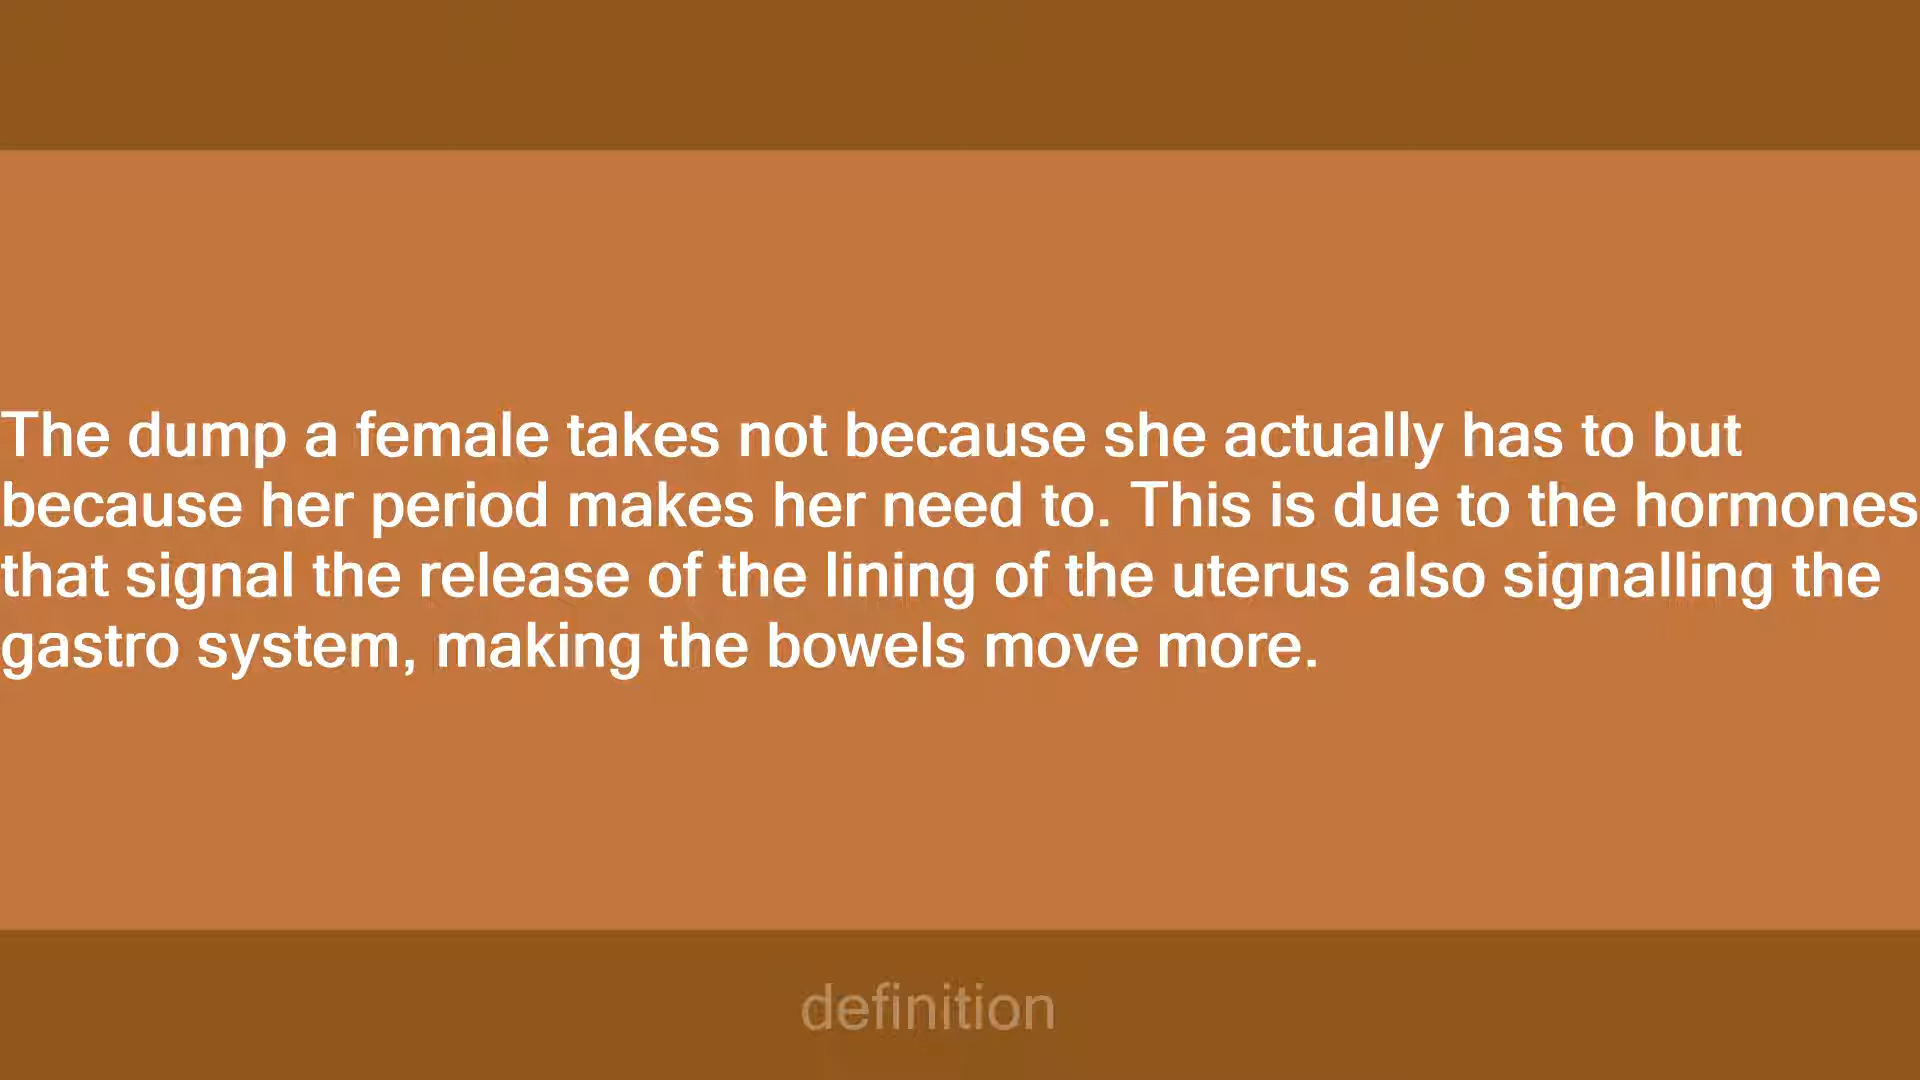 The dump a female takes not because she actually has to but
because her period makes her need to. This is due to the hormones
that signal the release of the lining of the uterus also signalling the
gastro system, making the bowels move more.
definition